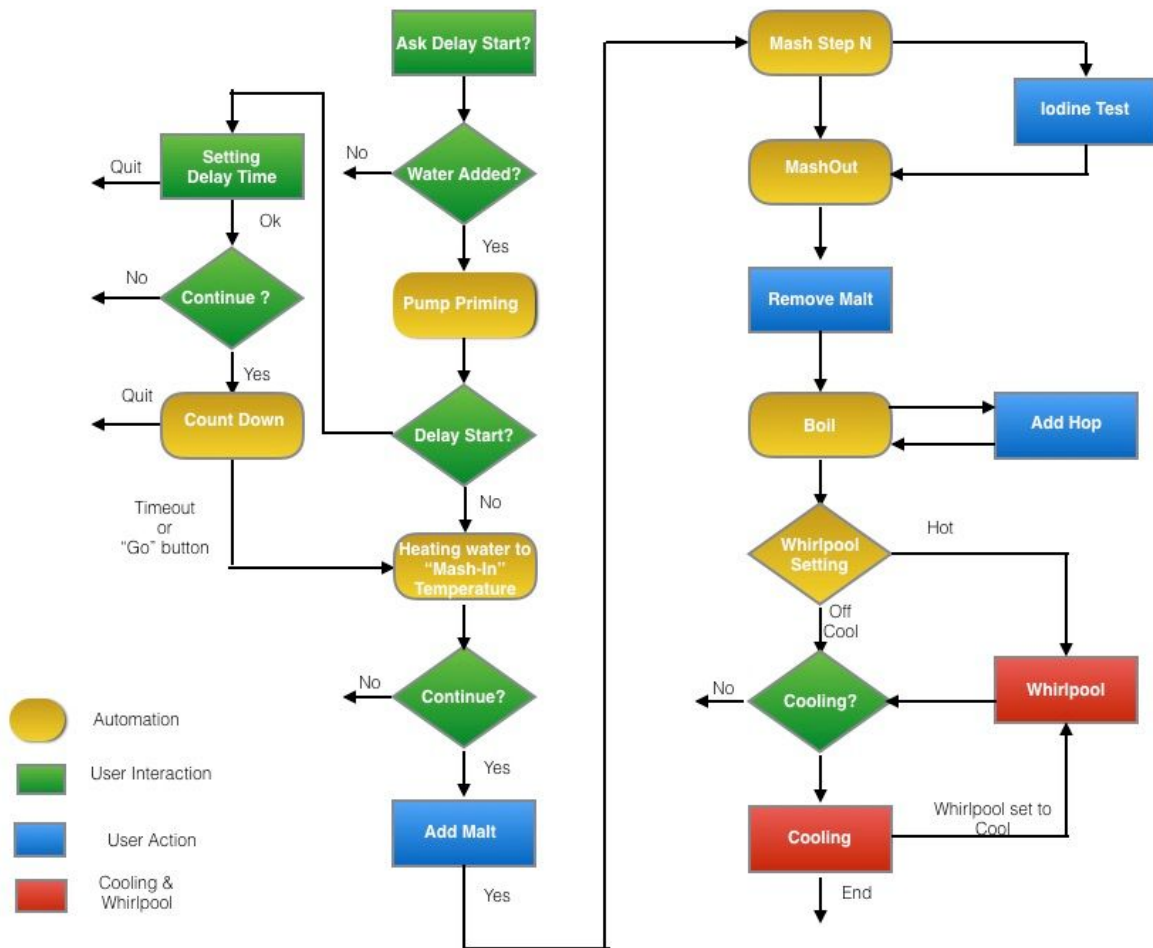 Ask Delay Start?
No
Water Added?
Yes
Pump Priming
Delay Start?
No
Setting
Delay Time
Quit
Ok
Continue ?
No
Yes
Quit
Count Down
Timeout
or
“Go” button
Heating water to
“Mash-In”
Temperature
No
Continue?
Yes
Add Malt
Yes
Mash Step N
Iodine Test
MashOut
Remove Malt
Boil
Add Hop
Whirlpool
Setting
Hot
Off
Cool
No
Cooling?
Whirlpool
Cooling
Whirlpool set to
Cool
End
Automation
User Interaction
User Action
Cooling &
Whirlpool